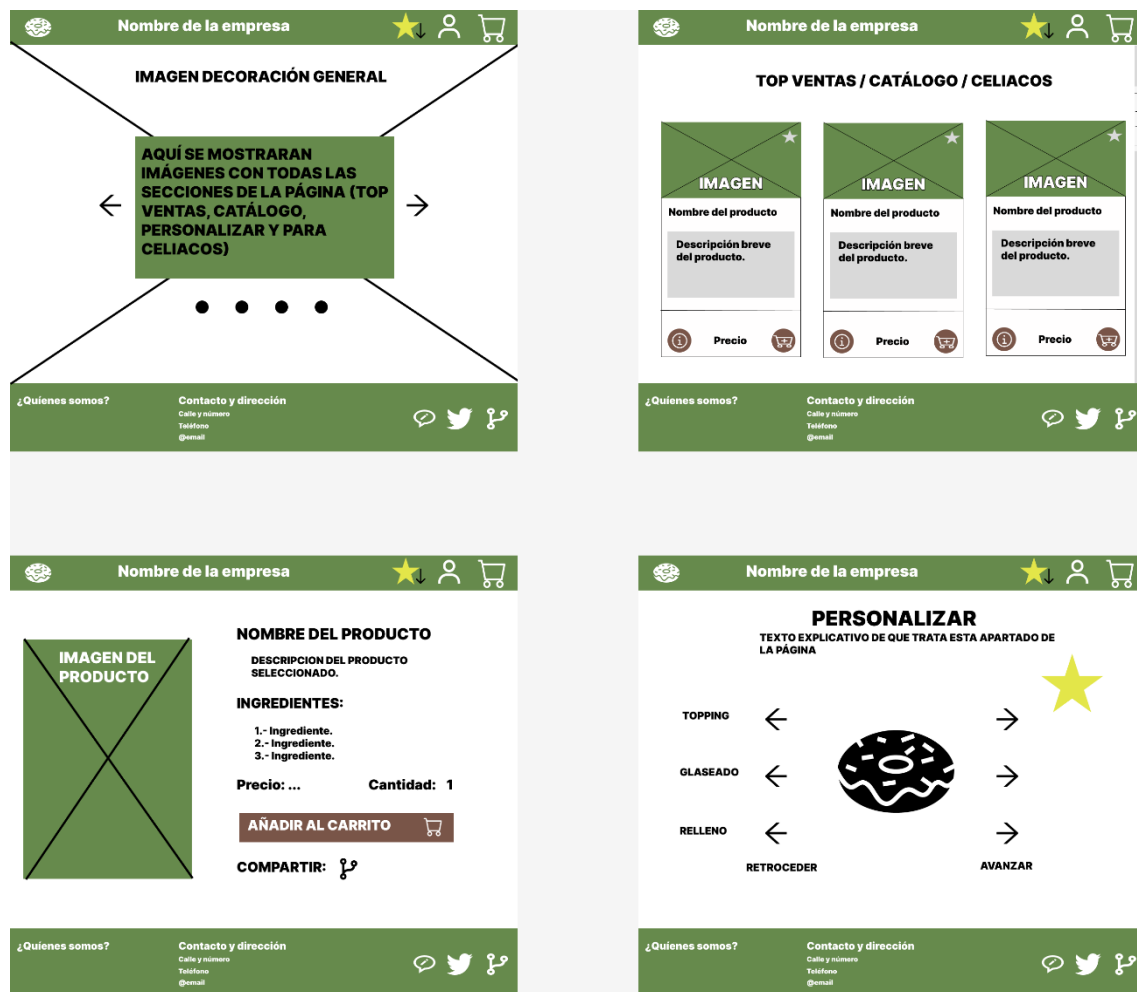 Nombre de la empresa
IMAGEN DECORACIÓN GENERAL
AQUÍ SE MOSTRARAN
IMÁGENES CON TODAS LAS
SECCIONES DE LA PÁGINA (TOP
VENTAS, CATÁLOGO,
PERSONALIZAR Y PARA
CELIACOS)
¿Quíenes somos?
Contacto y dirección
Calle y número
Teléfono
@email
Nombre de la empresa
TOP VENTAS / CATÁLOGO / CELIACOS
IMAGEN
Nombre del producto
Descripción breve
del producto.
Precio
IMAGEN
Nombre del producto
Descripción breve
del producto.
Precio
IMAGEN
Nombre del producto
Descripción breve
del producto.
Precio
¿Quíenes somos?
Contacto y dirección
Calle y número
Teléfono
@email
Nombre de la empresa
IMAGEN DEL
PRODUCTO
NOMBRE DEL PRODUCTO
DESCRIPCION DEL PRODUCTO
SELECCIONADO.
INGREDIENTES:
1.- Ingrediente.
2.- Ingrediente.
3.- Ingrediente.
Precio: ... Cantidad: 1
AÑADIR AL CARRITO
COMPARTIR:
¿Quíenes somos?
Contacto y dirección
Calle y número
Teléfono
@email
Nombre de la empresa
PERSONALIZAR
TEXTO EXPLICATIVO DE QUE TRATA ESTA APARTADO DE
LA PÁGINA
TOPPING
GLASEADO
RELLENO
RETROCEDER AVANZAR
¿Quíenes somos?
Contacto y dirección
Calle y número
Teléfono
@email